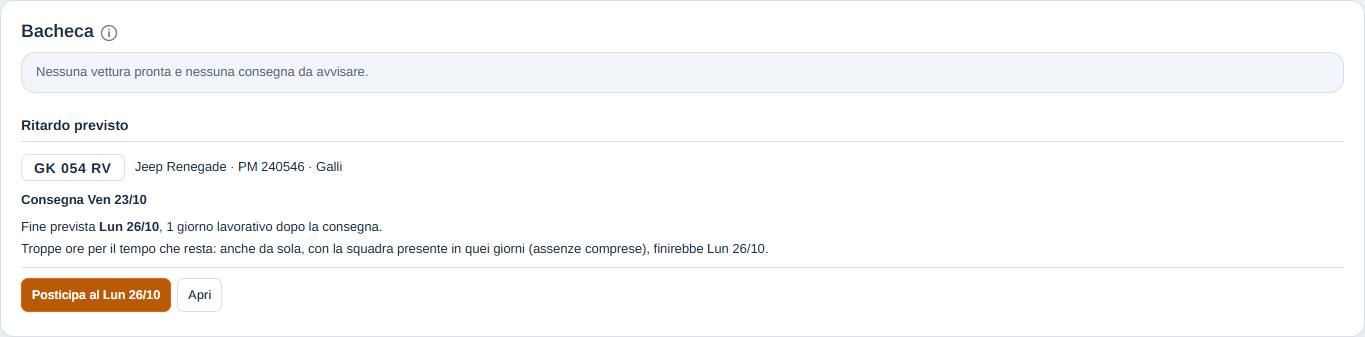 Bacheca
Nessuna vettura pronta e nessuna consegna da avvisare.
Ritardo previsto
GK 054 RV Jeep Renegade · PM 240546 · Galli
Consegna Ven 23/10
Fine prevista Lun 26/10, 1 giorno lavorativo dopo la consegna.
Troppe ore per il tempo che resta: anche da sola, con la squadra presente in quei giorni (assenze comprese), finirebbe Lun 26/10.
Posticipa al Lun 26/10 Apri